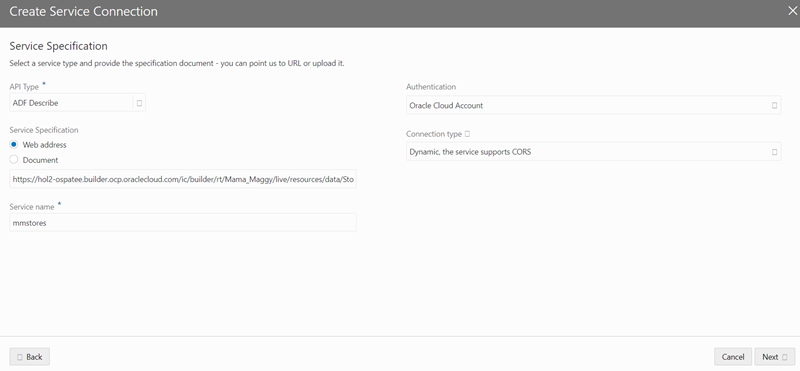 Create Service Connection
Service Specification
Select a service type and provide the specification document - you can point us to URL or upload it.
API Type *
ADF Describe
Service Specification
Web address
Document
https://hol2-ospatee.builder.ocp.oraclecloud.com/ic/builder/rt/Mama_Maggy/live/resources/data/Sto
Service name *
mmstores
Authentication
Oracle Cloud Account
Connection type
Dynamic, the service supports CORS
Back
Cancel
Next